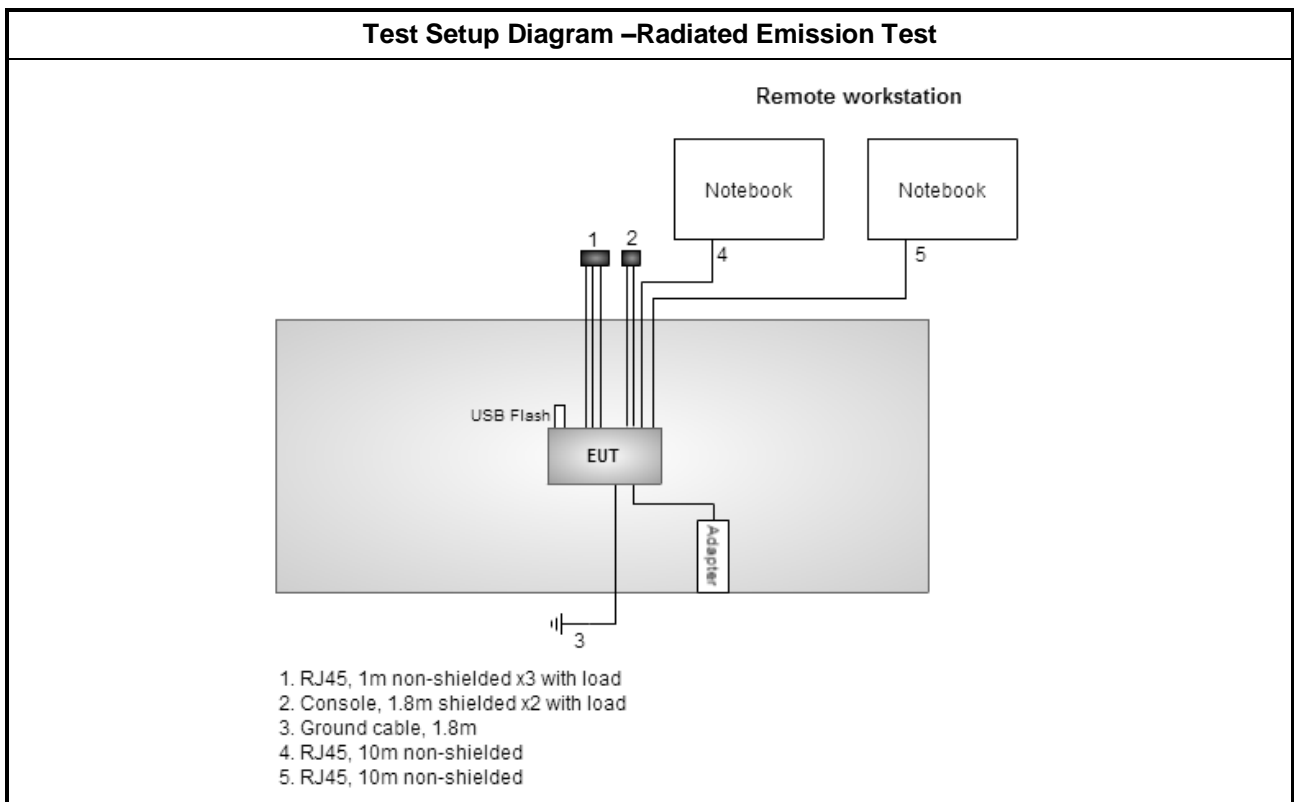 Test Setup Diagram –Radiated Emission Test
Remote workstation
Notebook
Notebook
1
2
4
5
USB Flash
EUT
Adapter
3
1. RJ45, 1m non-shielded x3 with load
2. Console, 1.8m shielded x2 with load
3. Ground cable, 1.8m
4. RJ45, 10m non-shielded
5. RJ45, 10m non-shielded